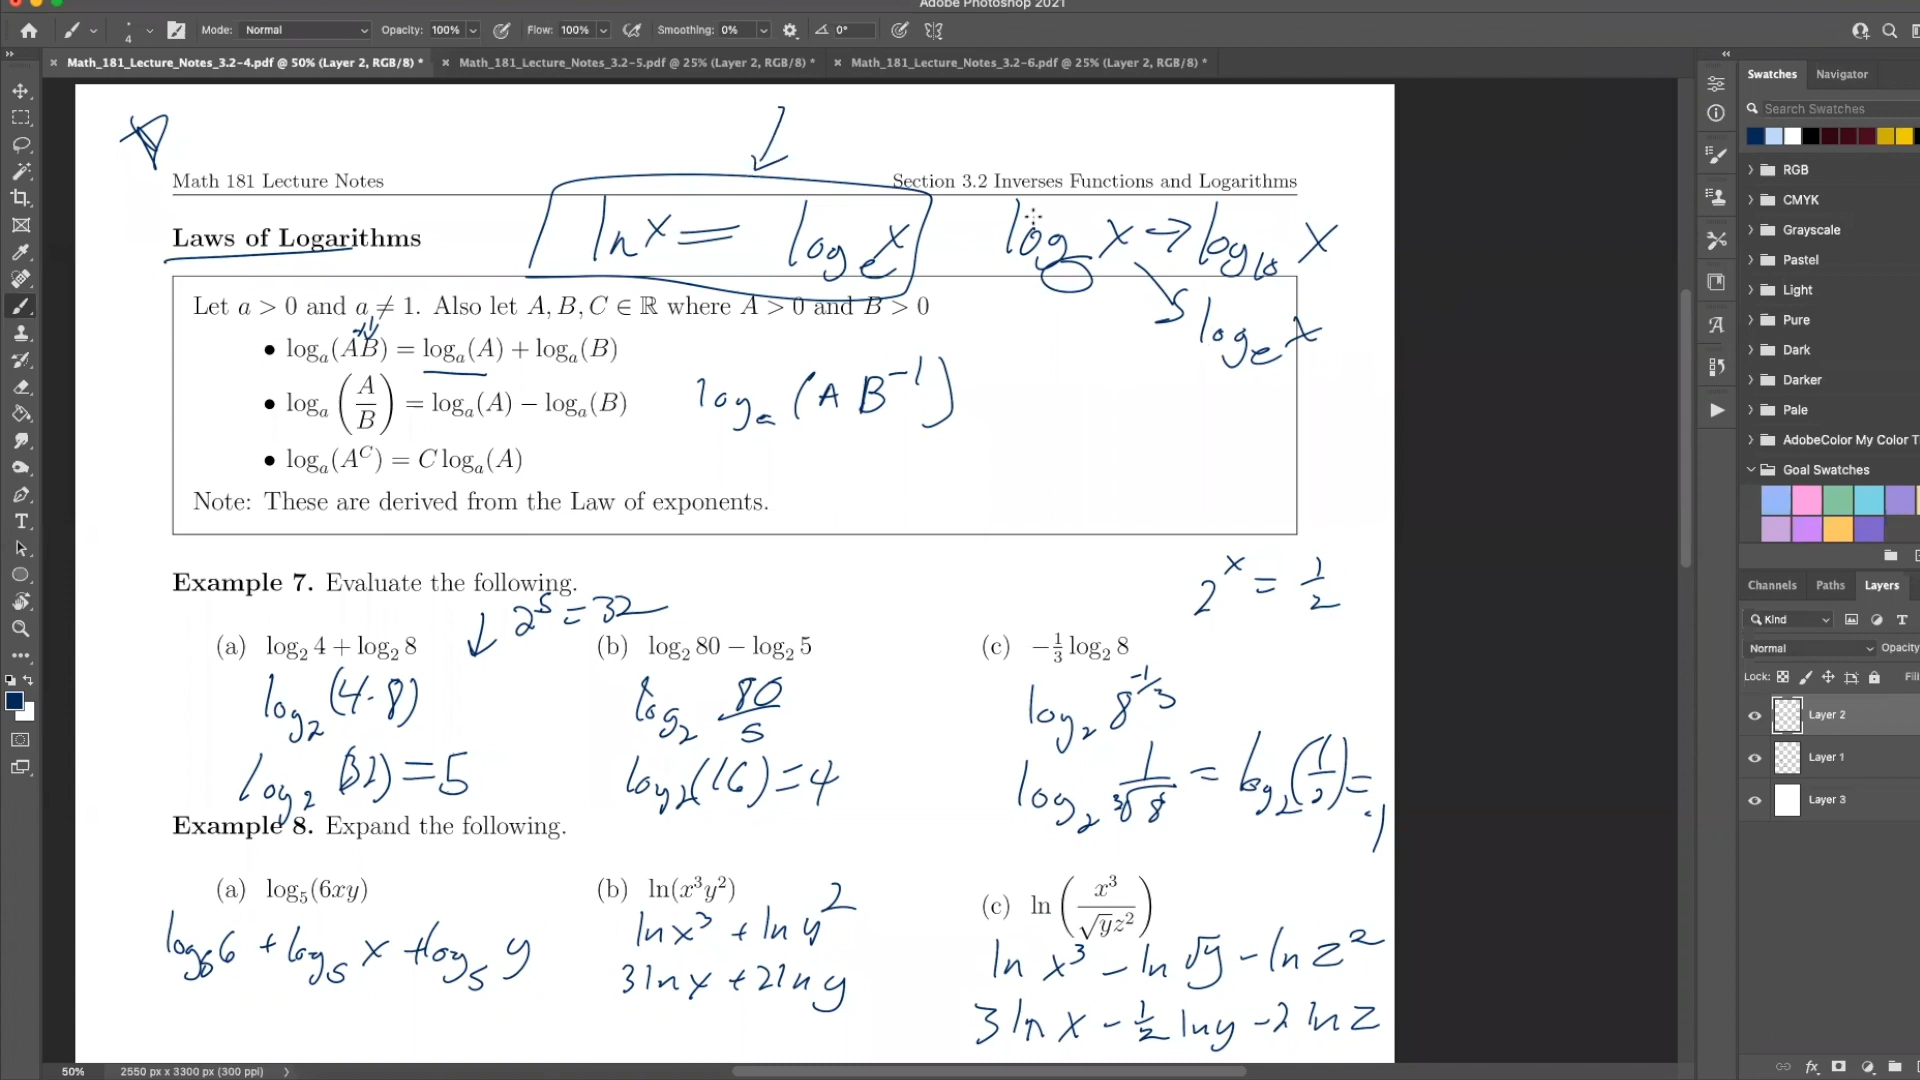 Adobe Photoshop 2021
4 Mode: Normal Opacity: 100% Flow: 100% Smoothing: 0% 0°
Math_181_Lecture_Notes_3.2-4.pdf @ 50% (Layer 2, RGB/8) * Math_181_Lecture_Notes_3.2-5.pdf @ 25% (Layer 2, RGB/8) * Math_181_Lecture_Notes_3.2-6.pdf @ 25% (Layer 2, RGB/8) *
Math 181 Lecture Notes Section 3.2 Inverses Functions and Logarithms
Laws of Logarithms
ln x = log_e x
log_2 x → log_10 x
log_e x
Let a > 0 and a ≠ 1. Also let A, B, C ∈ ℝ where A > 0 and B > 0
• log_a(AB) = log_a(A) + log_a(B)
• log_a(A/B) = log_a(A) − log_a(B)
log_a (A B^-1)
• log_a(A^C) = C log_a(A)
Note: These are derived from the Law of exponents.
Example 7. Evaluate the following.
2^5 = 32
2^x = 1/2
(a) log_2 4 + log_2 8 (b) log_2 80 − log_2 5 (c) −1/3 log_2 8
log_2 (4·8) log_2 80/5 log_2 8^-1/3
log_2 (32) = 5 log_2 (16) = 4 log_2 1/∛8 = log_2 (1/2) = -1
Example 8. Expand the following.
(a) log_5(6xy) (b) ln(x³y²) (c) ln(x³/√yz²)
log_5 6 + log_5 x + log_5 y ln x³ + ln y² ln x³ - ln √y - ln z²
3 ln x + 2 ln y 3 ln x - 1/2 ln y - 2 ln z
50% 2550 px x 3300 px (300 ppi)
Swatches Navigator
Search Swatches
RGB
CMYK
Grayscale
Pastel
Light
Pure
Dark
Darker
Pale
AdobeColor My Color T
Goal Swatches
Channels Paths Layers
Kind
Normal Opacity
Lock: Fill
Layer 2
Layer 1
Layer 3
fx